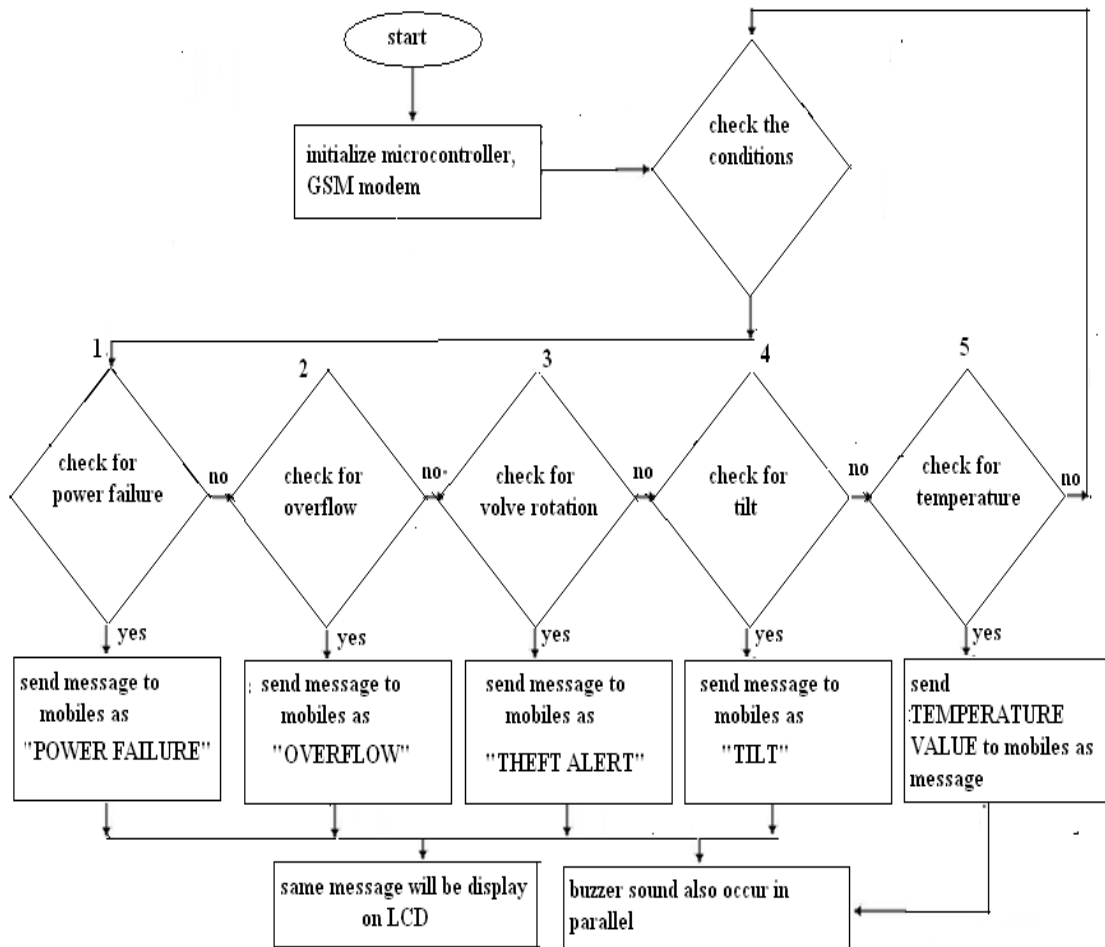 start
check the
conditions
initialize microcontroller,
GSM modem
1
2
3
4
5
check for
power failure
no
check for
overflow
no
check for
volve rotation
no
check for
tilt
no
check for
temperature
no
yes
yes
yes
yes
yes
send message to
mobiles as
"POWER FAILURE"
send message to
mobiles as
"OVERFLOW"
send message to
mobiles as
"THEFT ALERT"
send message to
mobiles as
"TILT"
send
TEMPERATURE
VALUE to mobiles as
message
same message will be display
on LCD
buzzer sound also occur in
parallel